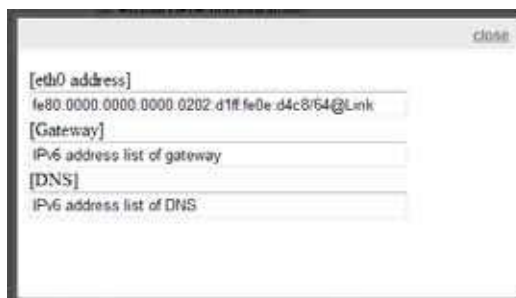 close
[eth0 address]
fe80:0000:0000:0000:0202:d1ff:fe0e:d4c8/64@Link
[Gateway]
IPv6 address list of gateway
[DNS]
IPv6 address list of DNS